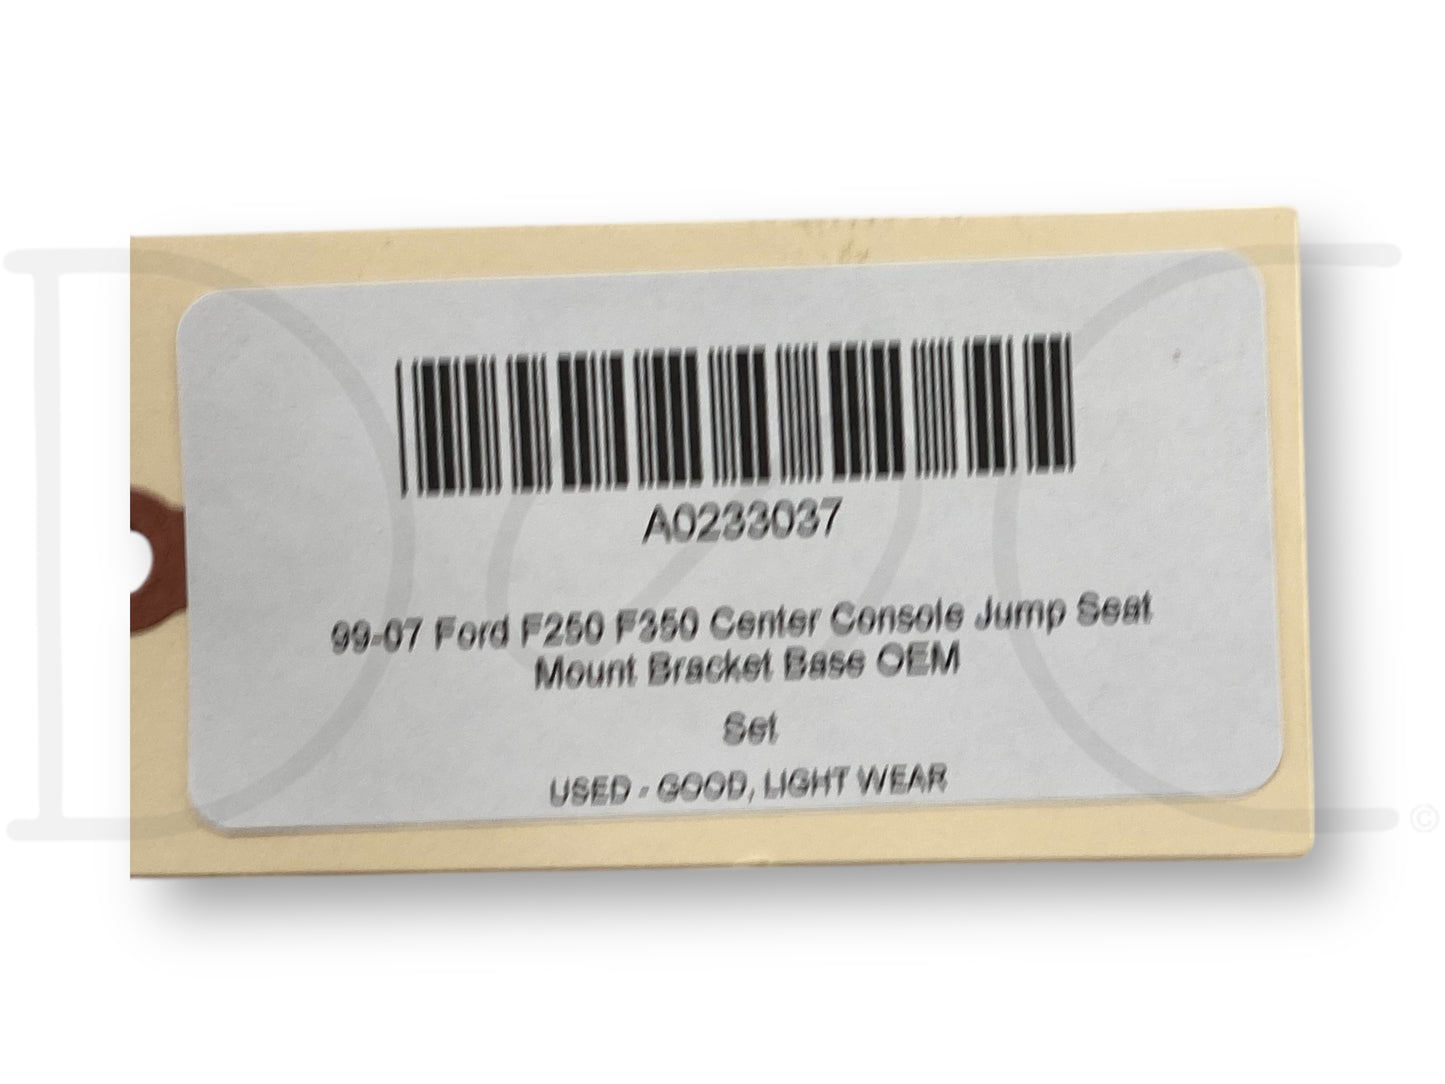 A0233037
99-07 Ford F250 F350 Center Console Jump Seat
Mount Bracket Base OEM
Set
USED - GOOD, LIGHT WEAR
©